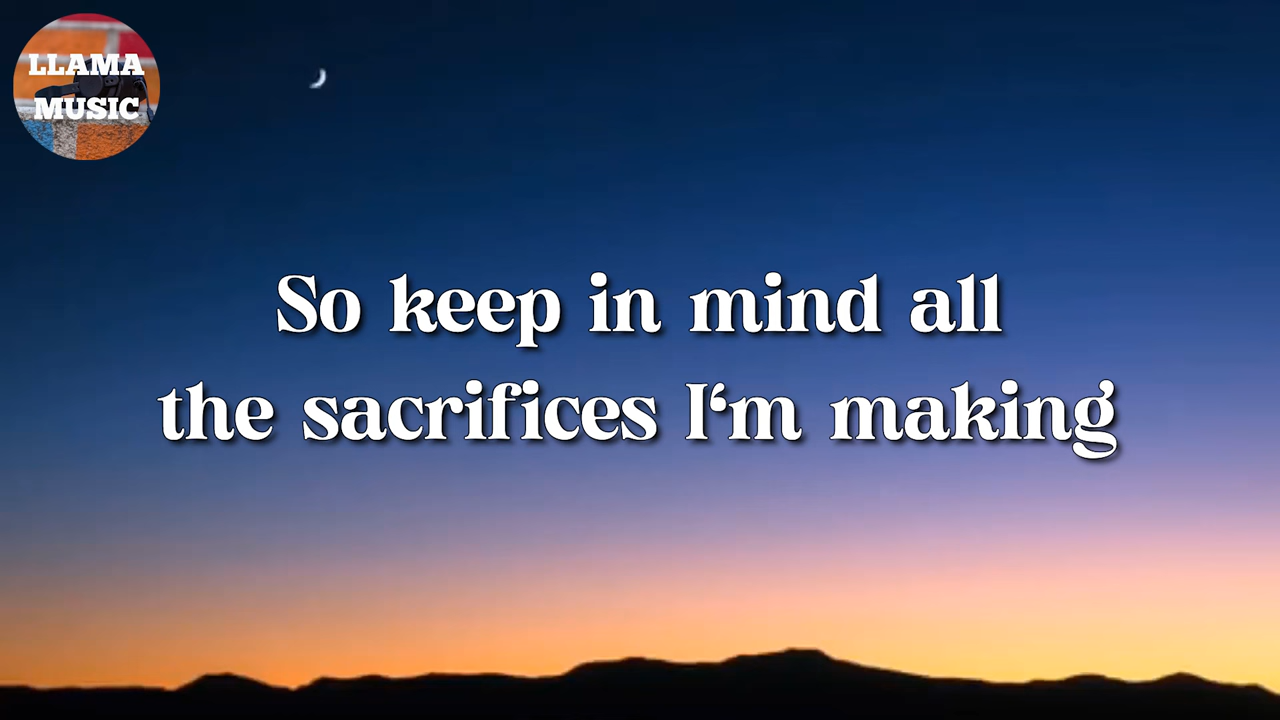 LLAMA
MUSIC
So keep in mind all
the sacrifices I‘m making